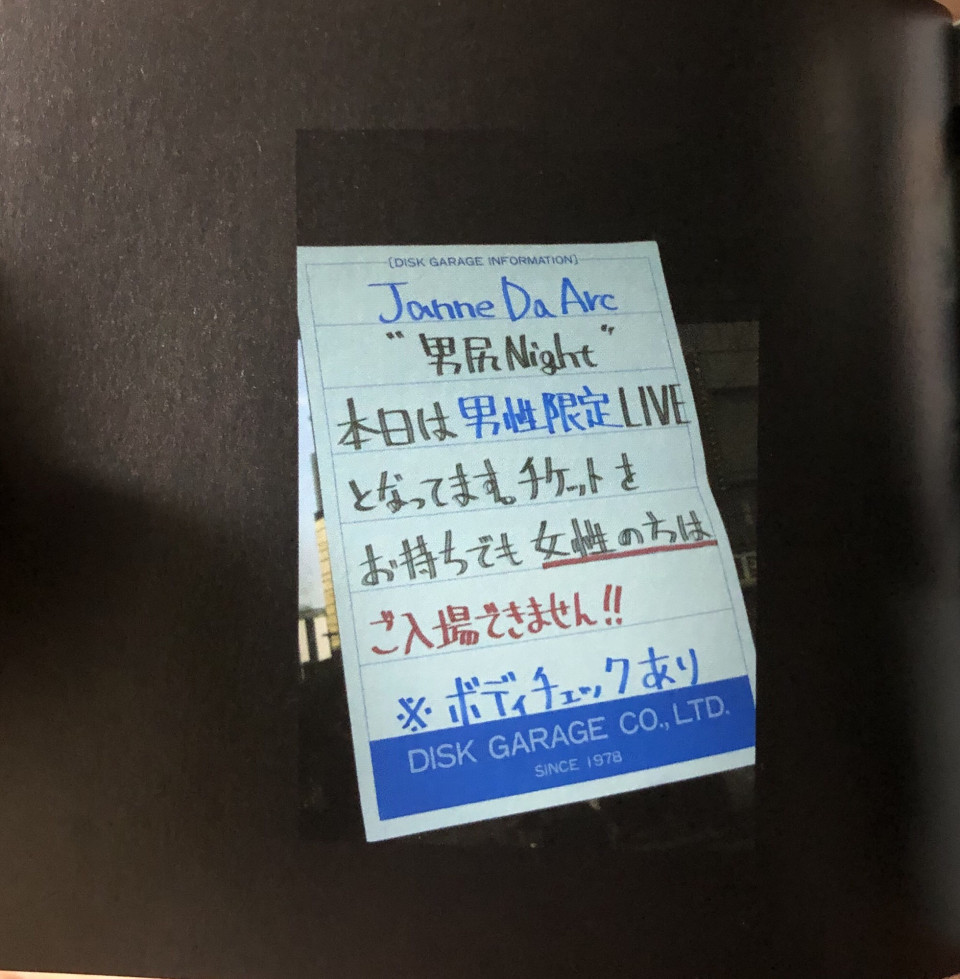 [DISK GARAGE INFORMATION]
Janne Da Arc
"男尻Night"
本日は男性限定LIVE
となってます。チケットを
お持ちでも女性の方は
ご入場できません!!
※ボディチェックあり
DISK GARAGE CO., LTD.
SINCE 1978